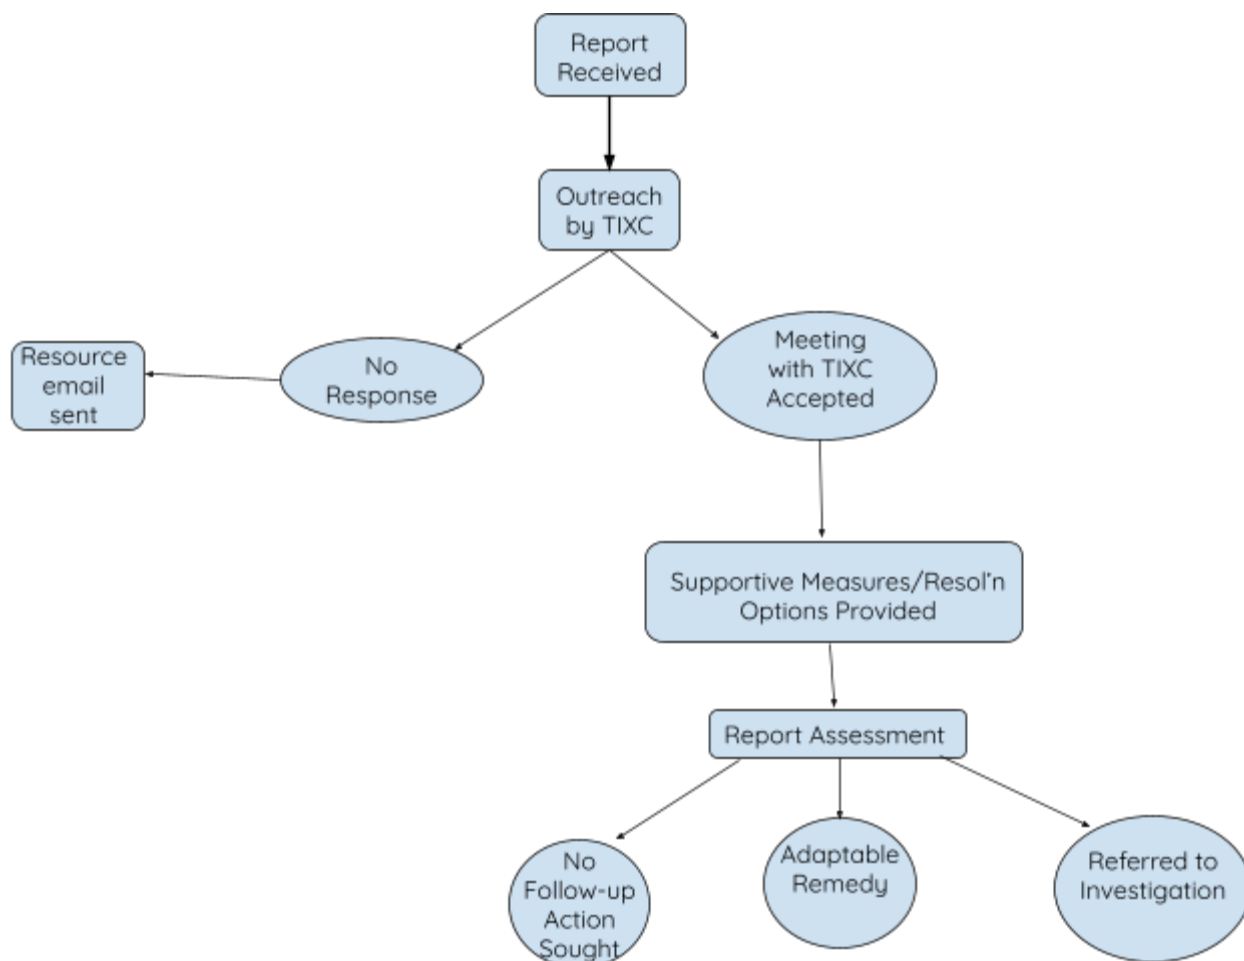 Report
Received
Outreach
by TIXC
No
Response
Resource
email
sent
Meeting
with TIXC
Accepted
Supportive Measures/Resol'n
Options Provided
Report Assessment
No
Follow-up
Action
Sought
Adaptable
Remedy
Referred to
Investigation